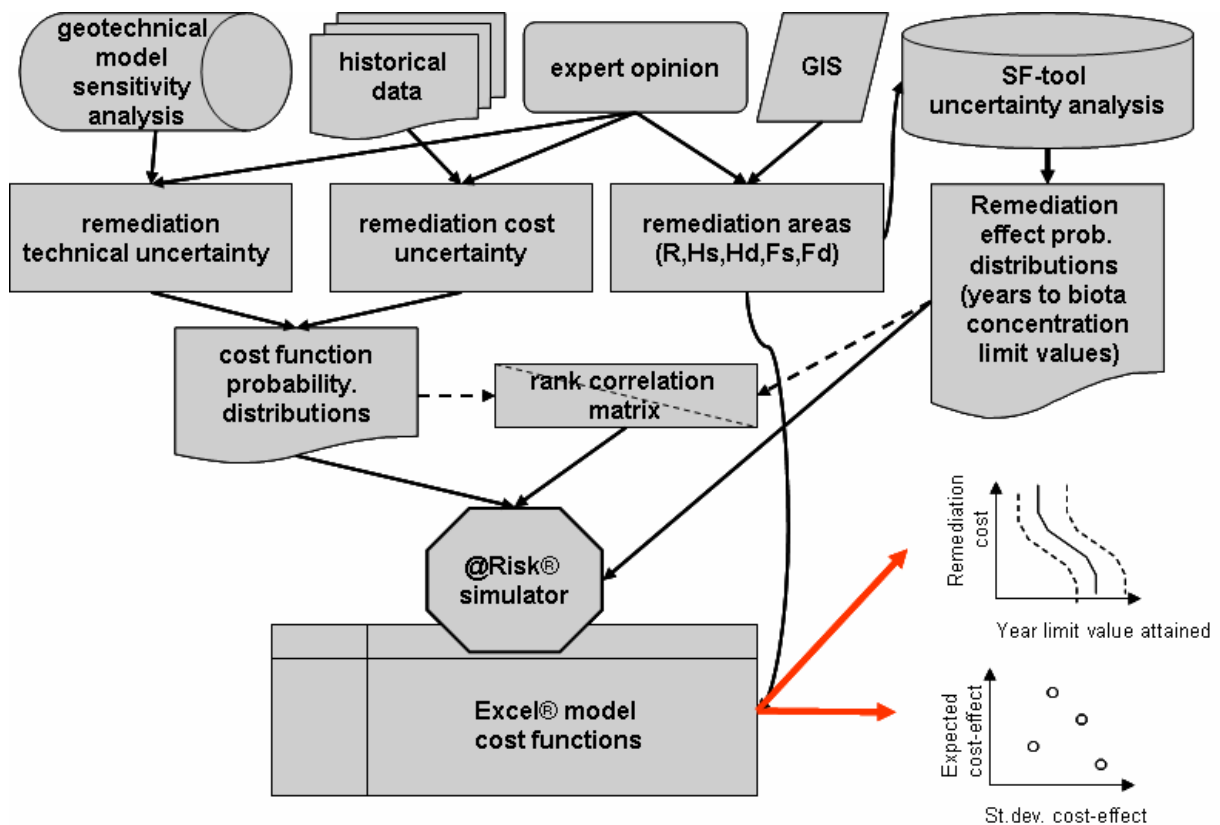 geotechnical
model
sensitivity
analysis
historical
data
expert opinion
GIS
SF-tool
uncertainty analysis
remediation
technical uncertainty
remediation cost
uncertainty
remediation areas
(R,Hs,Hd,Fs,Fd)
Remediation
effect prob.
distributions
(years to biota
concentration
limit values)
cost function
probability.
distributions
rank correlation
matrix
@Risk®
simulator
Excel® model
cost functions
Remediation
cost
Year limit value attained
Expected
cost-effect
St.dev. cost-effect